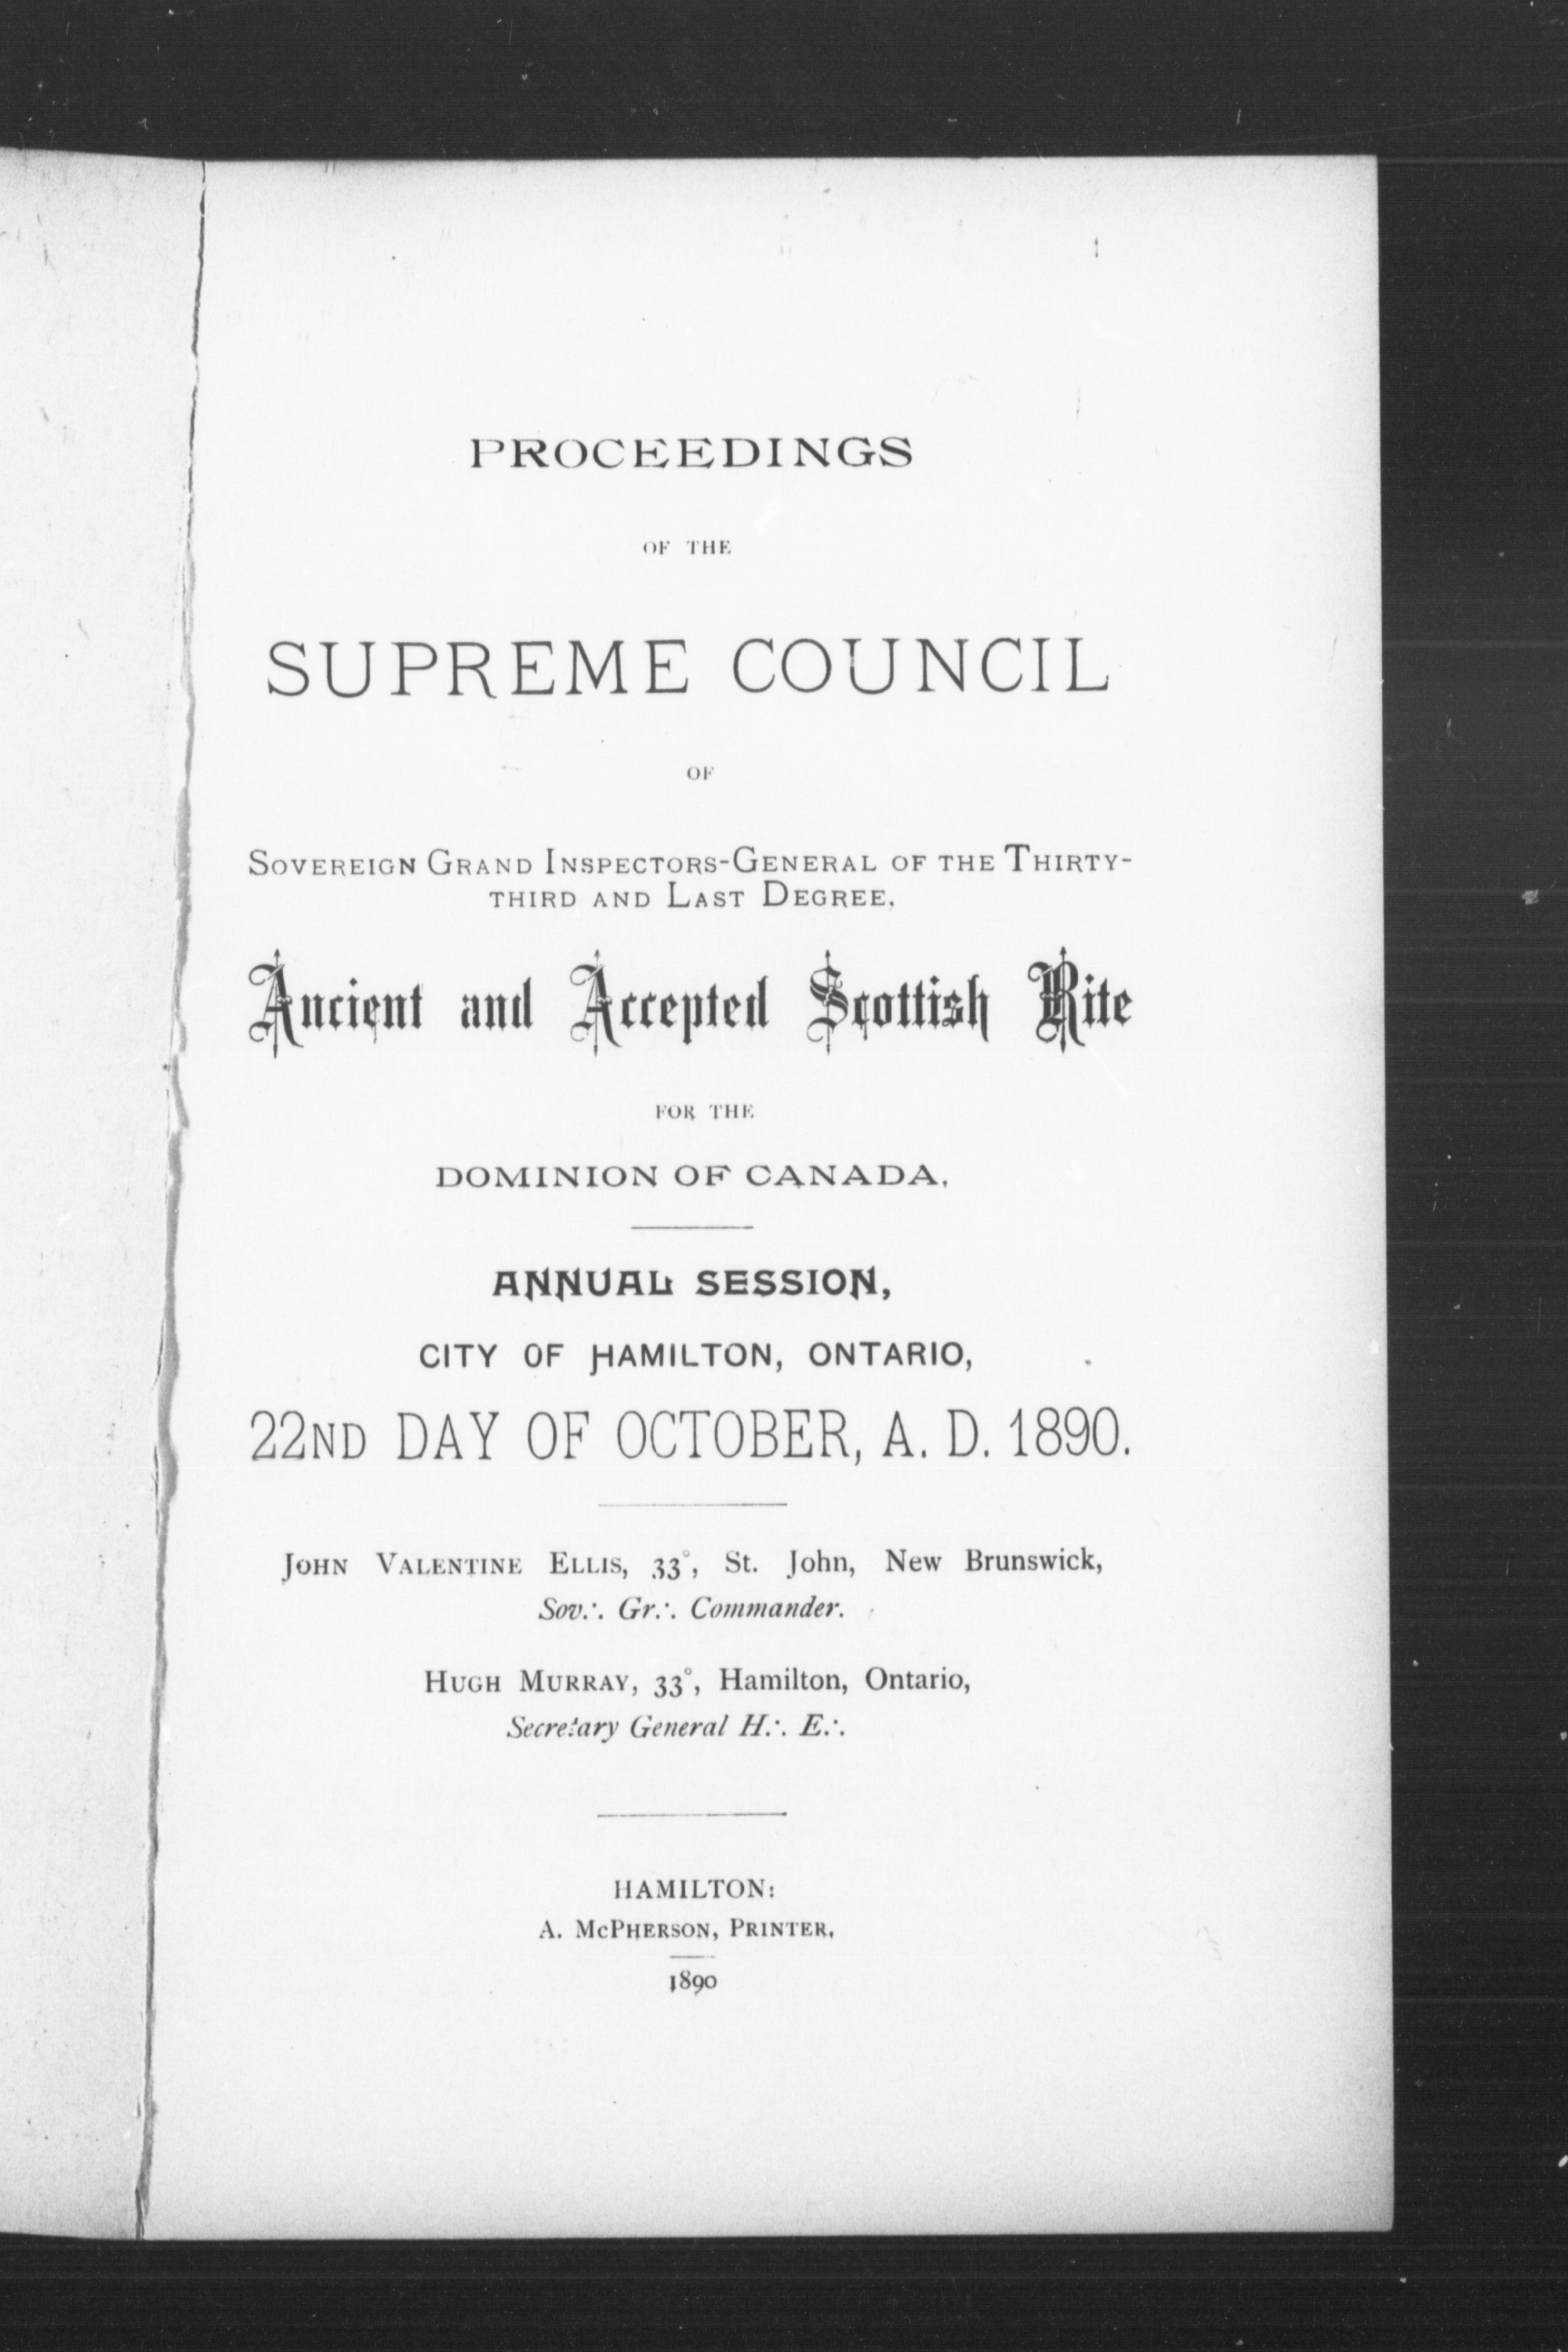 PROCEEDINGS
OF THE
SUPREME COUNCIL
OF
SOVEREIGN GRAND INSPECTORS-GENERAL OF THE THIRTY-
THIRD AND LAST DEGREE,
Ancient and Accepted Scottish Rite
FOR THE
DOMINION OF CANADA,
ANNUAL SESSION,
CITY OF HAMILTON, ONTARIO,
22ND DAY OF OCTOBER, A. D. 1890.
JOHN VALENTINE ELLIS, 33°, St. John, New Brunswick,
Sov.∴ Gr.∴ Commander.
HUGH MURRAY, 33°, Hamilton, Ontario,
Secretary General H.∴ E.∴
HAMILTON:
A. MCPHERSON, PRINTER,
1890